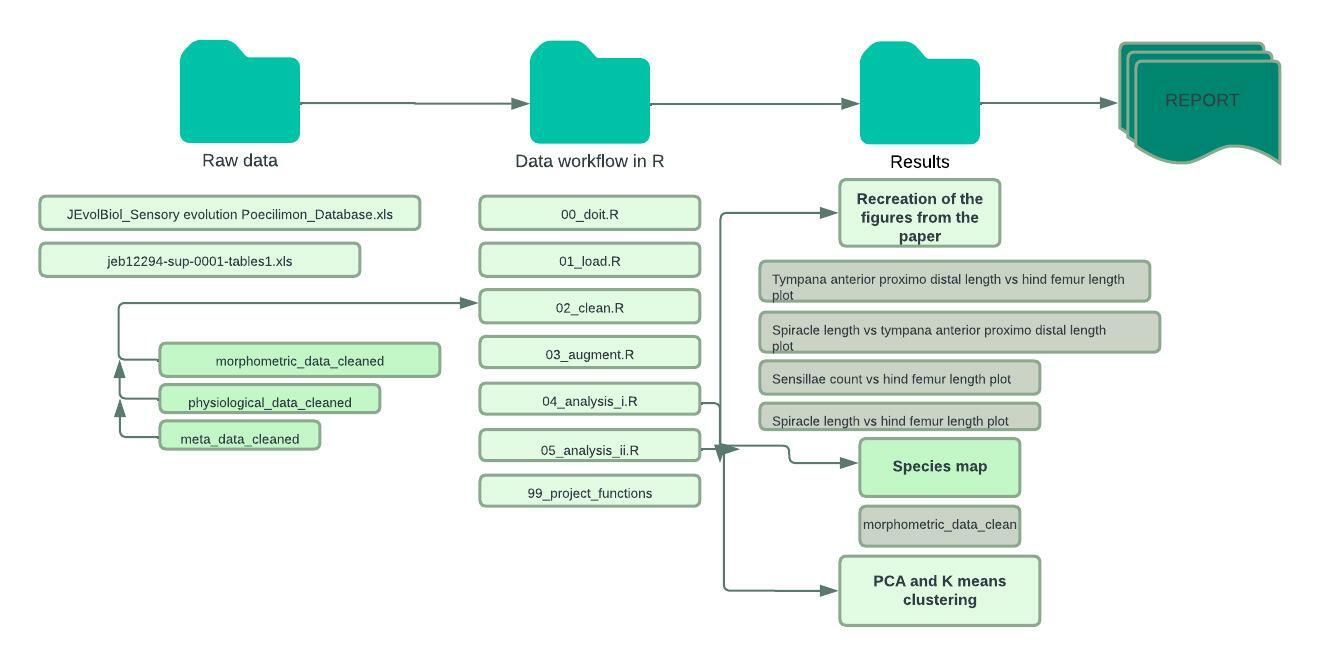 REPORT
Raw data
Data workflow in R
Results
JEvolBiol_Sensory evolution Poecilimon_Database.xls
jeb12294-sup-0001-tables1.xls
morphometric_data_cleaned
physiological_data_cleaned
meta_data_cleaned
00_doit.R
01_load.R
02_clean.R
03_augment.R
04_analysis_i.R
05_analysis_ii.R
99_project_functions
Recreation of the
figures from the
paper
Tympana anterior proximo distal length vs hind femur length
plot
Spiracle length vs tympana anterior proximo distal length
plot
Sensillae count vs hind femur length plot
Spiracle length vs hind femur length plot
Species map
morphometric_data_clean
PCA and K means
clustering